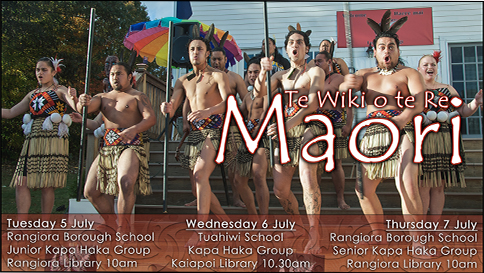 Te Wiki o te Reo
Maori
Tuesday 5 July
Rangiora Borough School
Junior Kapa Haka Group
Rangiora Library 10am
Wednesday 6 July
Tuahiwi School
Kapa Haka Group
Kaiapoi Library 10.30am
Thursday 7 July
Rangiora Borough School
Senior Kapa Haka Group
Rangiora Library 10am